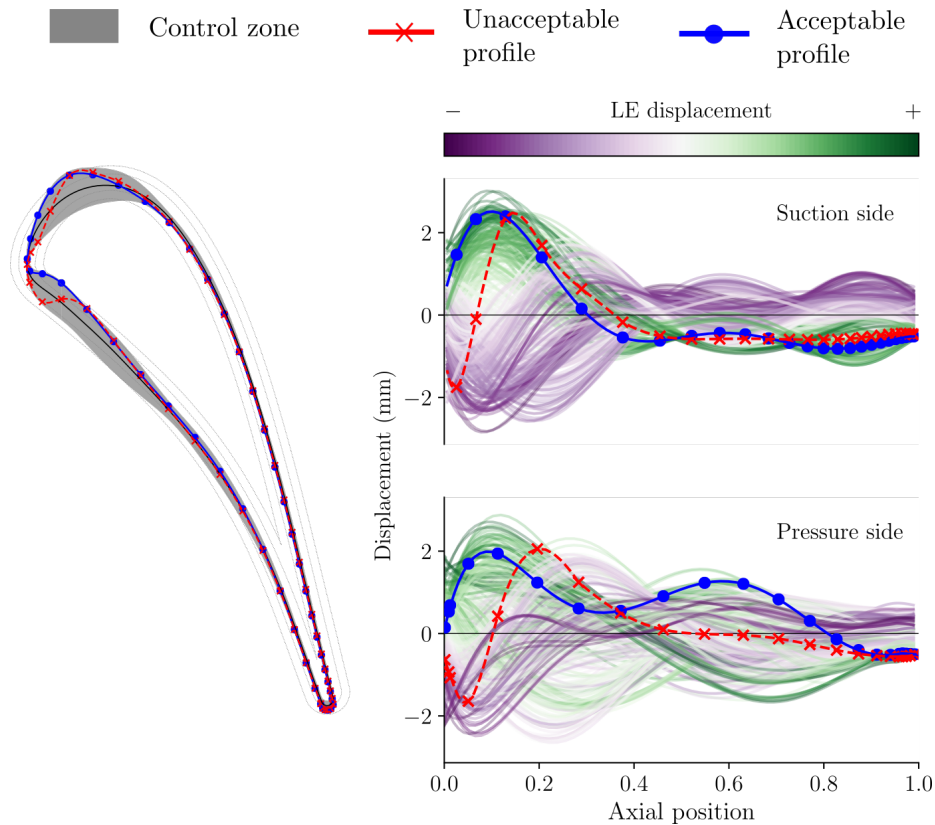 Control zone
Unacceptable
profile
Acceptable
profile
− LE displacement +
Suction side
2
0
−2
Displacement (mm)
Pressure side
2
0
−2
0.0 0.2 0.4 0.6 0.8 1.0
Axial position